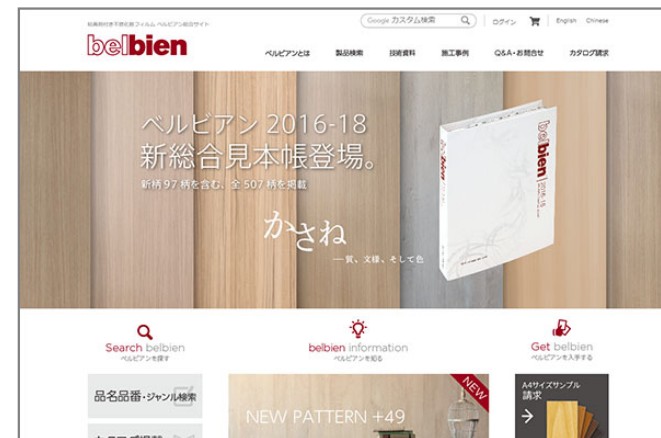 粘着剤付き不燃化粧フィルム ベルビアン総合サイト
Google カスタム検索
ログイン
English Chinese
belbien
ベルビアンとは 製品検索 技術資料 施工事例 Q&A・お問合せ カタログ請求
ベルビアン 2016-18
新総合見本帳登場。
新柄 97 柄を含む、全 507 柄を掲載
かさね
―質、文様、そして色
belbien 2016-18
belbien
Search belbien
ベルビアンを探す
belbien information
ベルビアンを知る
Get belbien
ベルビアンを入手する
品名品番・ジャンル検索
NEW
NEW PATTERN +49
A4サイズサンプル
請求